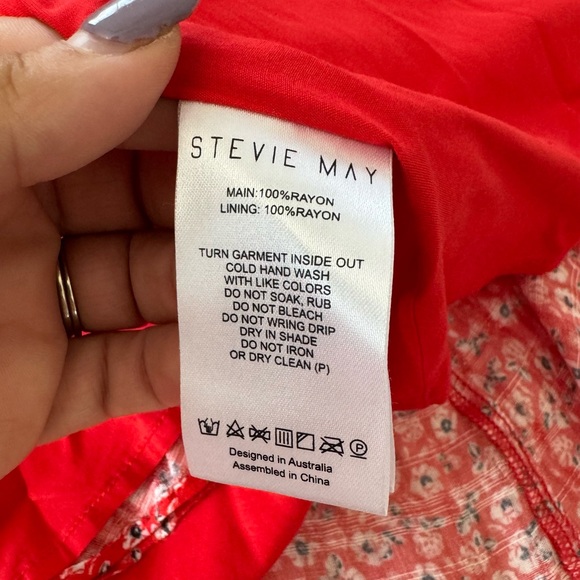 STEVIE MAY
MAIN:100%RAYON
LINING: 100%RAYON
TURN GARMENT INSIDE OUT
COLD HAND WASH
WITH LIKE COLORS
DO NOT SOAK, RUB
DO NOT BLEACH
DO NOT WRING DRIP
DRY IN SHADE
DO NOT IRON
OR DRY CLEAN (P)
P
Designed in Australia
Assembled in China